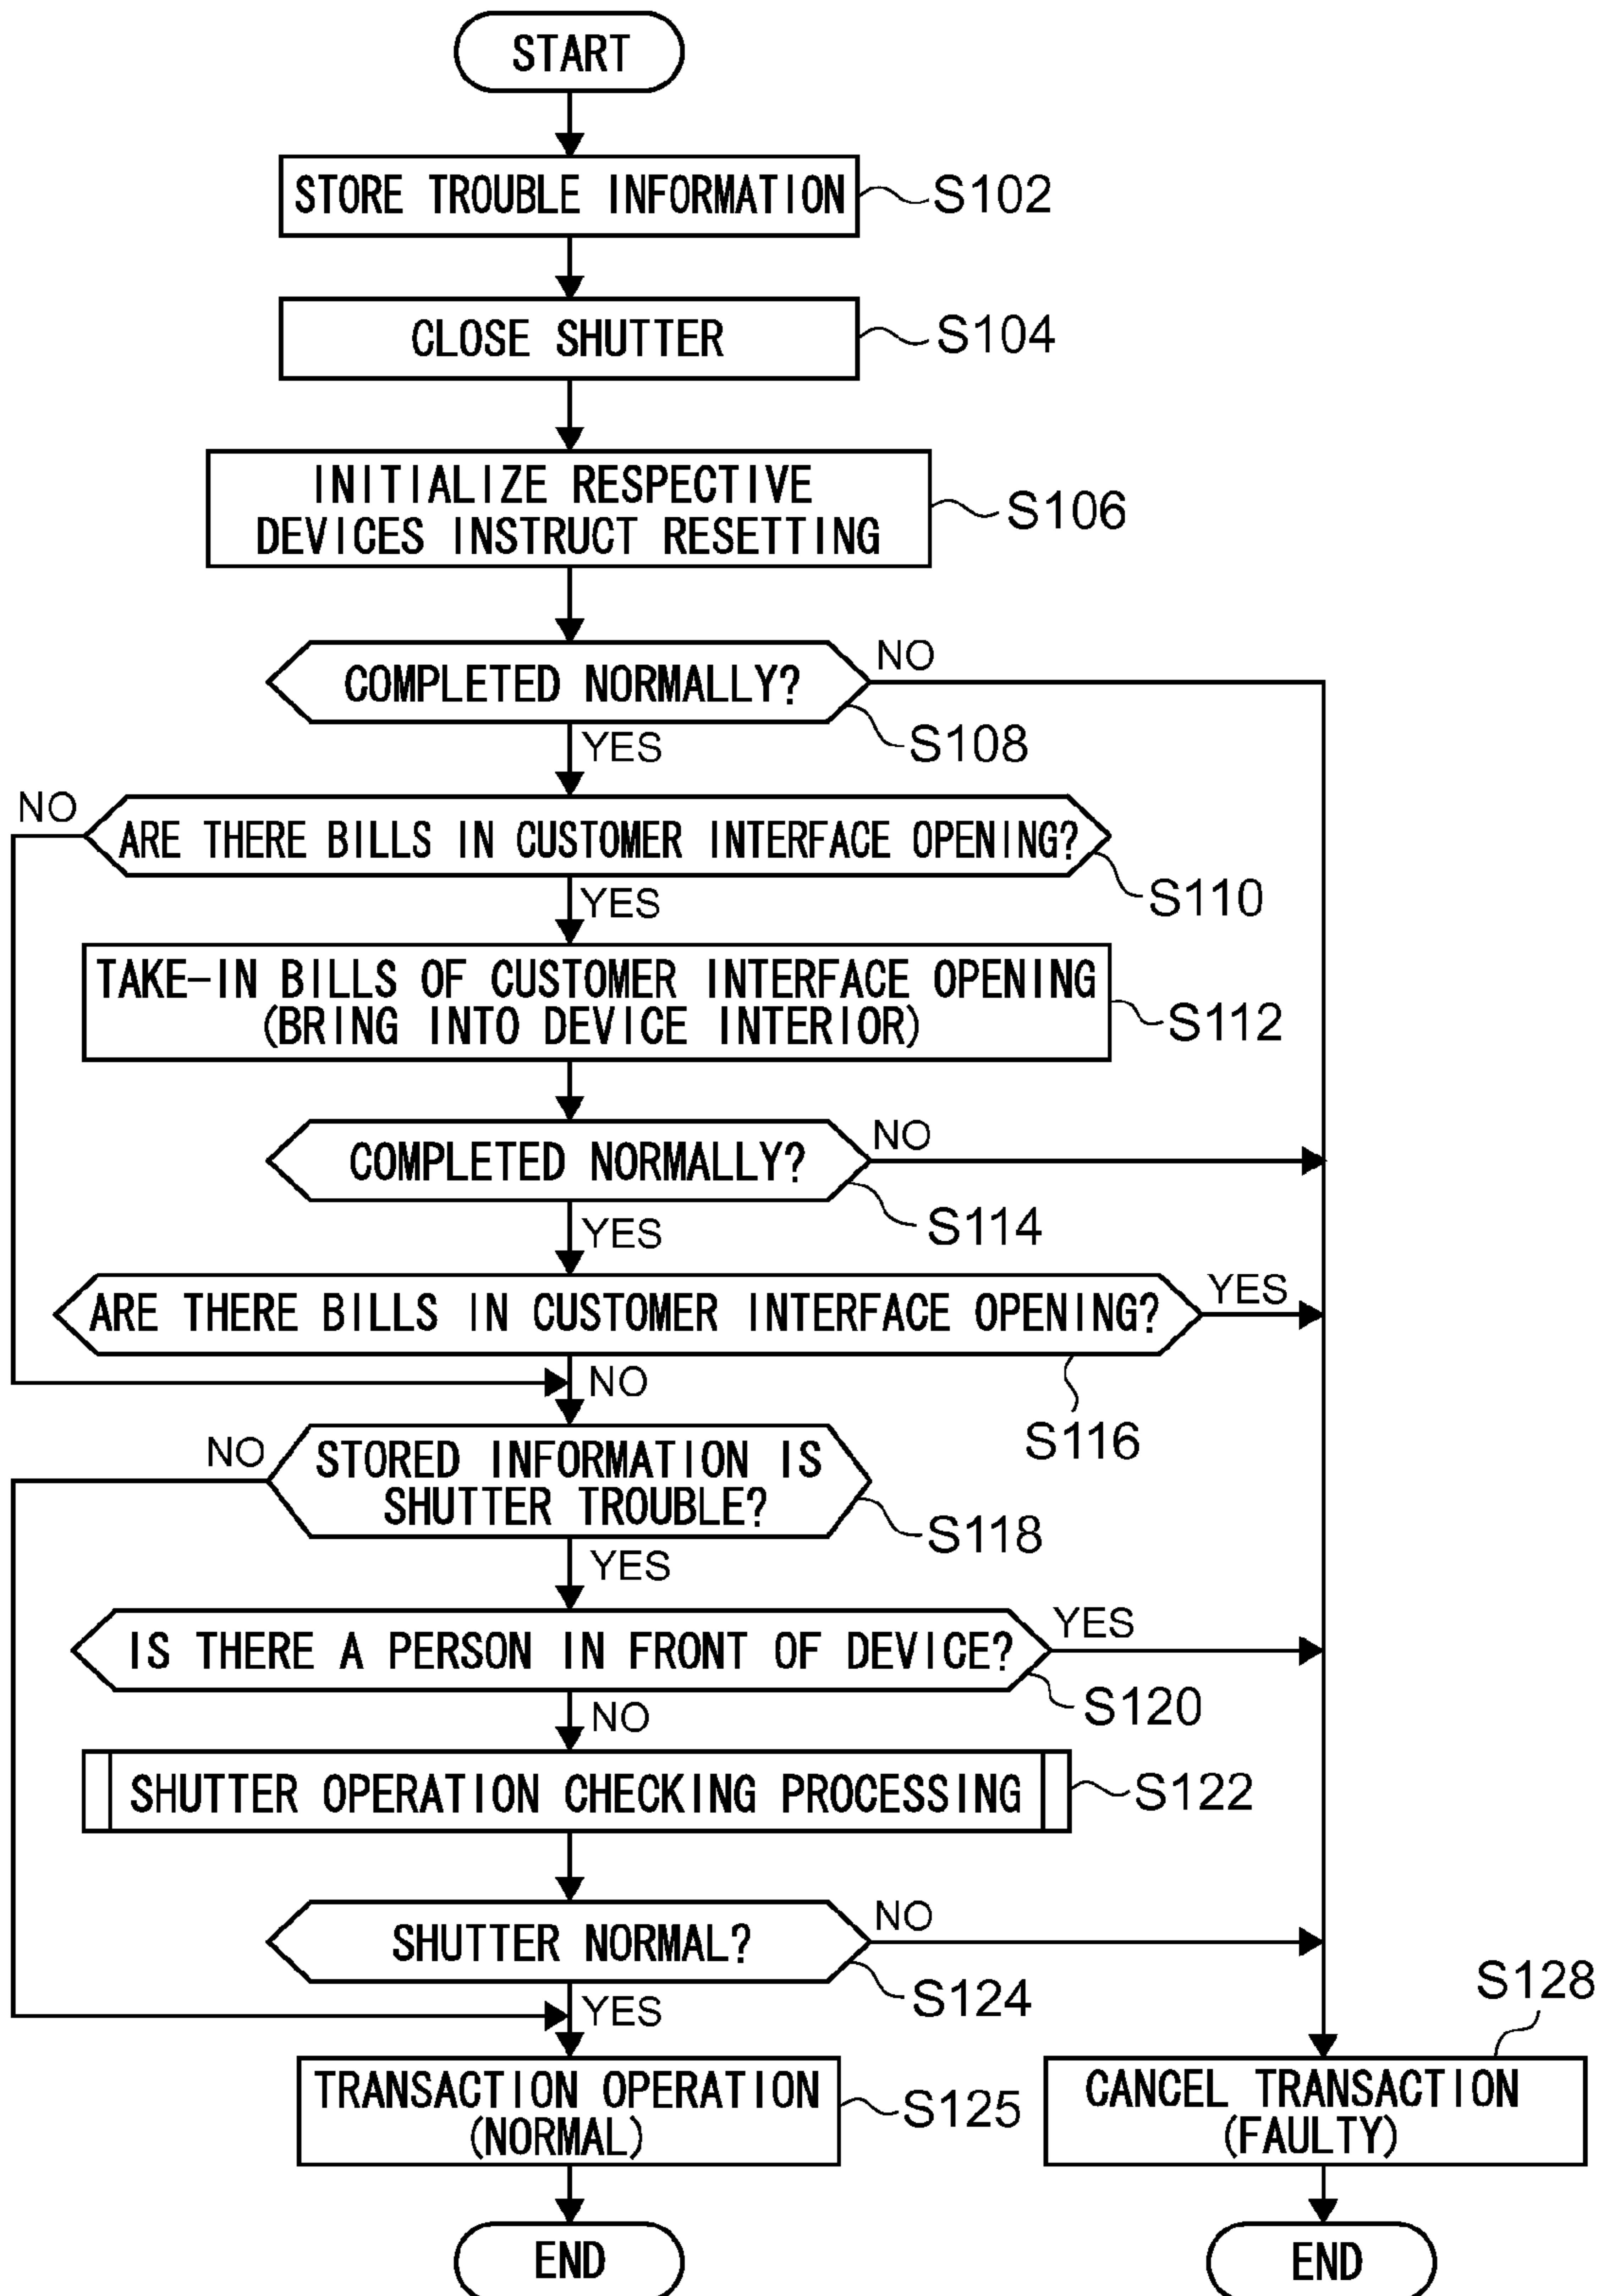 START
STORE TROUBLE INFORMATION
S102
CLOSE SHUTTER
S104
INITIALIZE RESPECTIVE
DEVICES INSTRUCT RESETTING
S106
COMPLETED NORMALLY?
NO
S108
YES
NO
ARE THERE BILLS IN CUSTOMER INTERFACE OPENING?
S110
YES
TAKE-IN BILLS OF CUSTOMER INTERFACE OPENING
(BRING INTO DEVICE INTERIOR)
S112
COMPLETED NORMALLY?
NO
S114
YES
ARE THERE BILLS IN CUSTOMER INTERFACE OPENING?
YES
S116
NO
NO
STORED INFORMATION IS
SHUTTER TROUBLE?
S118
YES
IS THERE A PERSON IN FRONT OF DEVICE?
YES
S120
NO
SHUTTER OPERATION CHECKING PROCESSING
S122
SHUTTER NORMAL?
NO
S124
YES
S128
TRANSACTION OPERATION
(NORMAL)
S125
CANCEL TRANSACTION
(FAULTY)
END
END